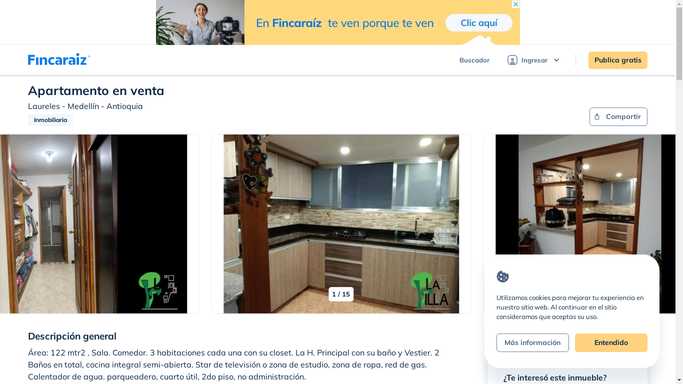 En Fincaraíz te ven porque te ven
Clic aquí
Fincaraíz
Buscador
Ingresar
Publica gratis
Apartamento en venta
Laureles - Medellín - Antioquia
Inmobiliaria
Compartir
LA
VILLA
1 / 15
Utilizamos cookies para mejorar tu experiencia en
nuestro sitio web. Al continuar en el sitio
consideramos que aceptas su uso.
Más información
Entendido
Descripción general
Área: 122 mtr2 , Sala. Comedor. 3 habitaciones cada una con su closet. La H. Principal con su baño y Vestier. 2
Baños en total, cocina integral semi-abierta. Star de televisión o zona de estudio, zona de ropa, red de gas.
Calentador de agua, parqueadero, cuarto útil, 2do piso, no administración.
¿Te interesó este inmueble?